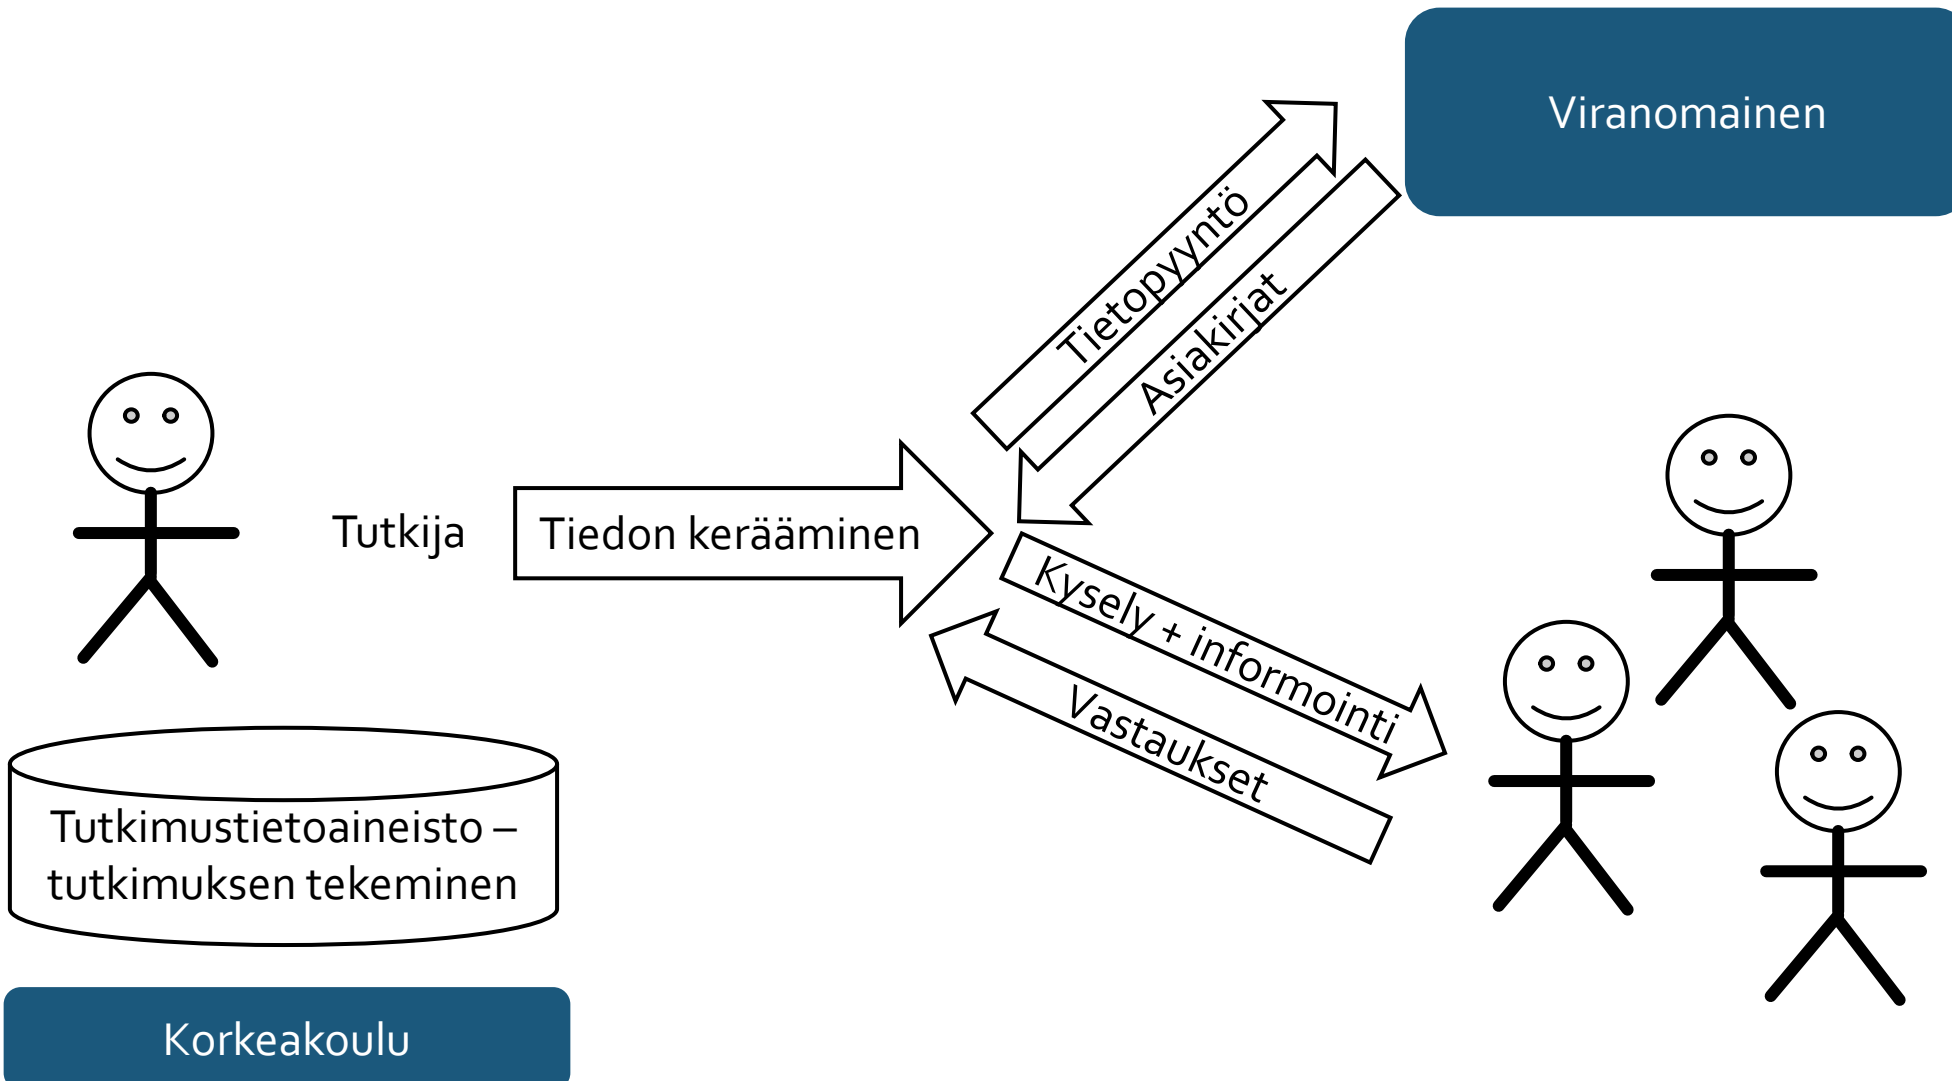 Viranomainen
Tietopyyntö
Asiakirjat
Tutkija
Tiedon kerääminen
Kysely + informointi
Vastaukset
Tutkimustietoaineisto –
tutkimuksen tekeminen
Korkeakoulu